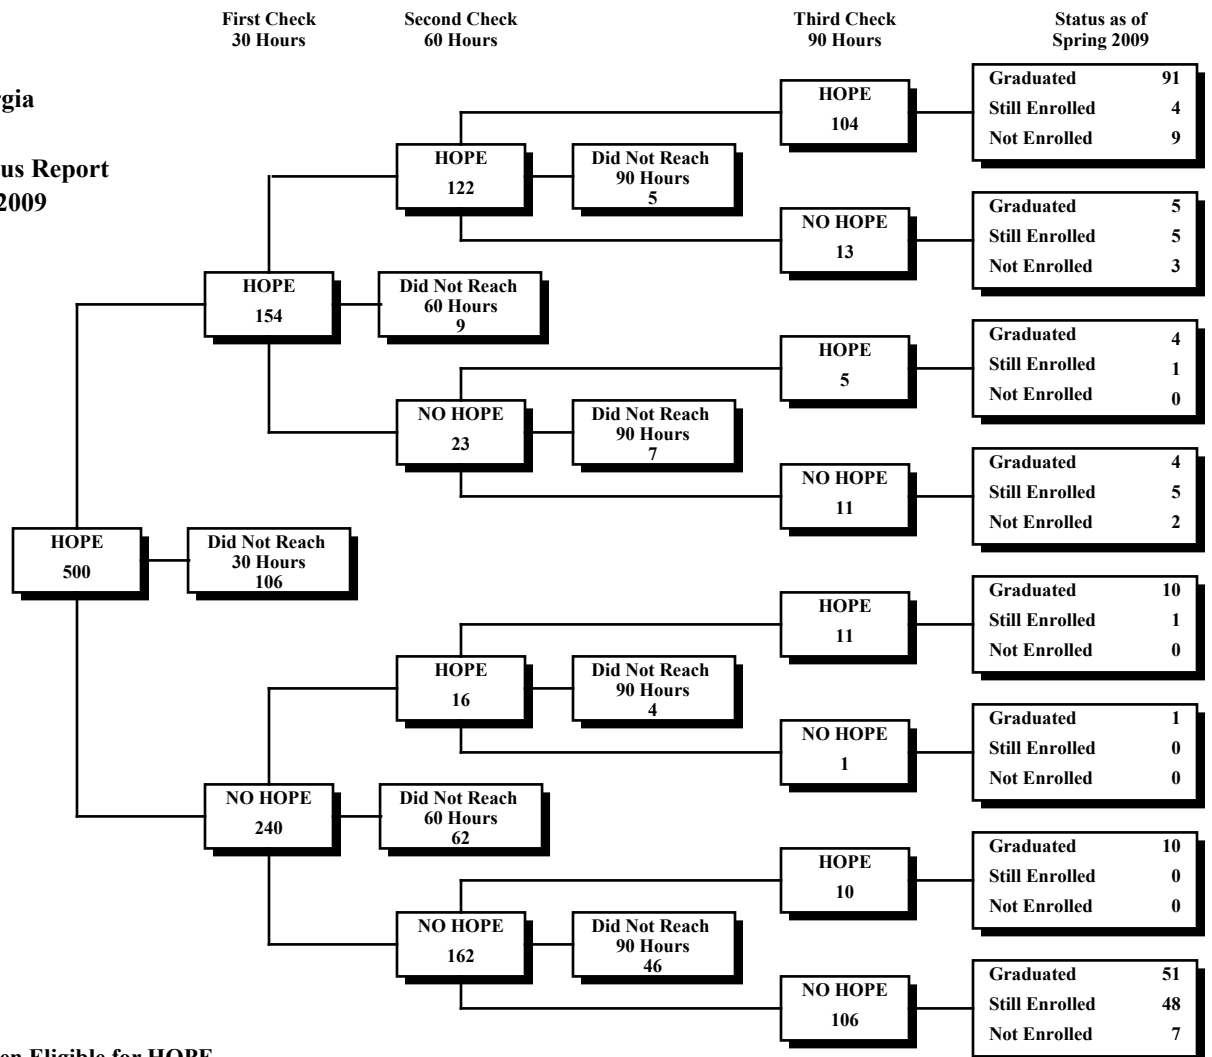 First Check
30 Hours
Second Check
60 Hours
Third Check
90 Hours
Status as of
Spring 2009
rgia
us Report
2009
HOPE
104
Graduated 91
Still Enrolled 4
Not Enrolled 9
HOPE
122
Did Not Reach
90 Hours
5
NO HOPE
13
Graduated 5
Still Enrolled 5
Not Enrolled 3
HOPE
154
Did Not Reach
60 Hours
9
HOPE
5
Graduated 4
Still Enrolled 1
Not Enrolled 0
NO HOPE
23
Did Not Reach
90 Hours
7
NO HOPE
11
Graduated 4
Still Enrolled 5
Not Enrolled 2
HOPE
500
Did Not Reach
30 Hours
106
HOPE
11
Graduated 10
Still Enrolled 1
Not Enrolled 0
HOPE
16
Did Not Reach
90 Hours
4
NO HOPE
1
Graduated 1
Still Enrolled 0
Not Enrolled 0
NO HOPE
240
Did Not Reach
60 Hours
62
HOPE
10
Graduated 10
Still Enrolled 0
Not Enrolled 0
NO HOPE
162
Did Not Reach
90 Hours
46
NO HOPE
106
Graduated 51
Still Enrolled 48
Not Enrolled 7
en Eligible for HOPE